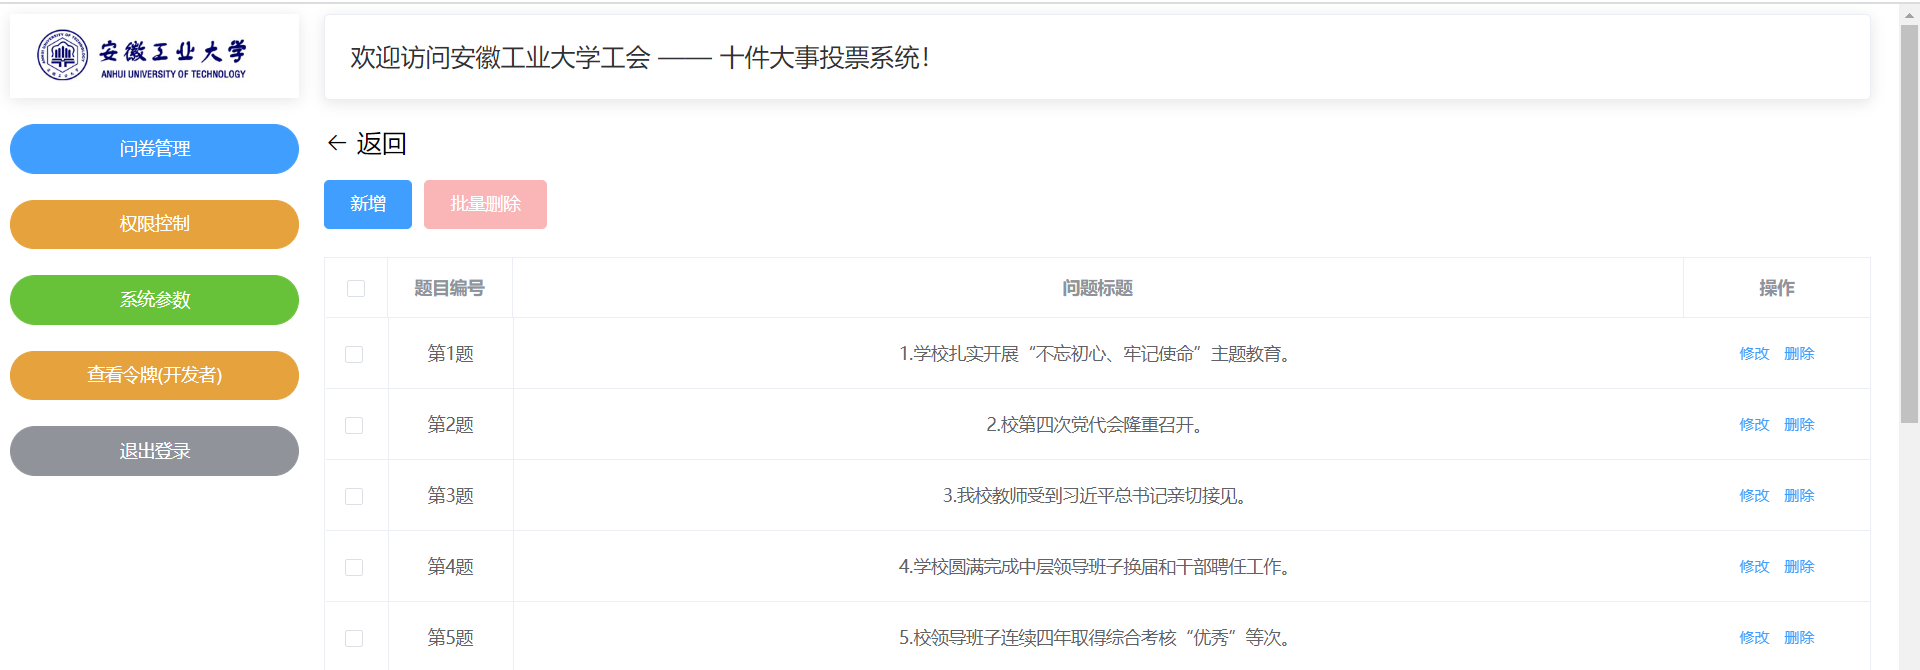 安徽工业大学
ANHUI UNIVERSITY OF TECHNOLOGY
欢迎访问安徽工业大学工会 —— 十件大事投票系统！
问卷管理
权限控制
系统参数
查看令牌(开发者)
退出登录
← 返回
新增 批量删除
题目编号 问题标题 操作
第1题 1.学校扎实开展“不忘初心、牢记使命”主题教育。 修改 删除
第2题 2.校第四次党代会隆重召开。 修改 删除
第3题 3.我校教师受到习近平总书记亲切接见。 修改 删除
第4题 4.学校圆满完成中层领导班子换届和干部聘任工作。 修改 删除
第5题 5.校领导班子连续四年取得综合考核“优秀”等次。 修改 删除